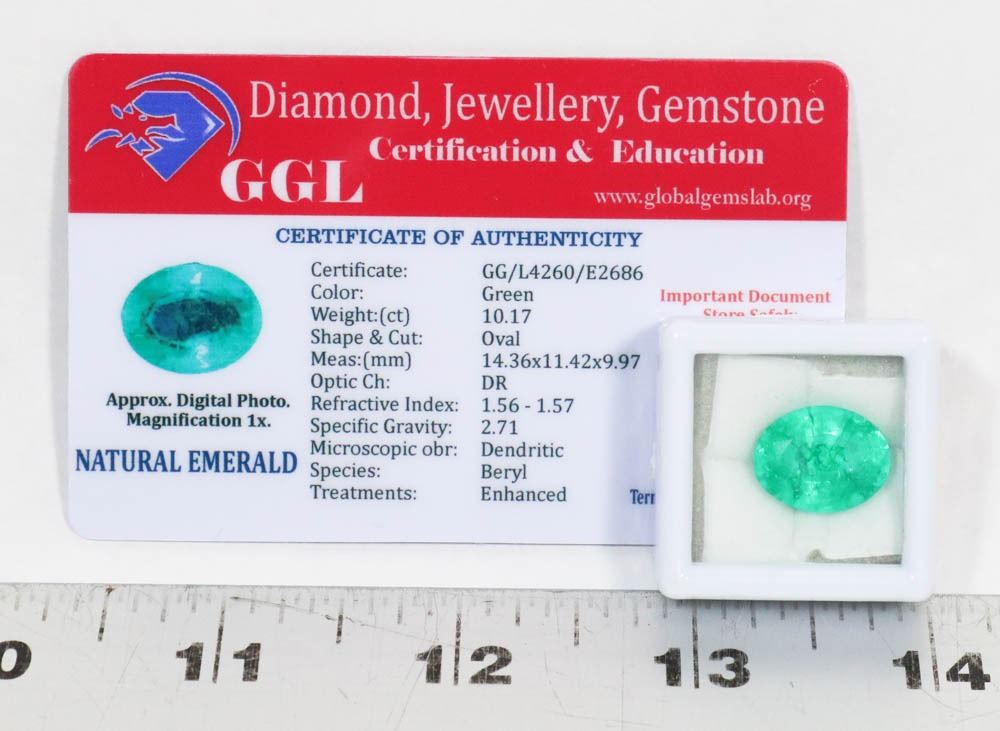 Diamond, Jewellery, Gemstone
Certification & Education
GGL
www.globalgemslab.org
CERTIFICATE OF AUTHENTICITY
Certificate: GG/L4260/E2686
Color: Green
Weight:(ct) 10.17
Shape & Cut: Oval
Meas:(mm) 14.36x11.42x9.97
Optic Ch: DR
Refractive Index: 1.56 - 1.57
Specific Gravity: 2.71
Microscopic obr: Dendritic
Species: Beryl
Treatments: Enhanced
Approx. Digital Photo.
Magnification 1x.
NATURAL EMERALD
Important Document
Store
0 11 12 13 14